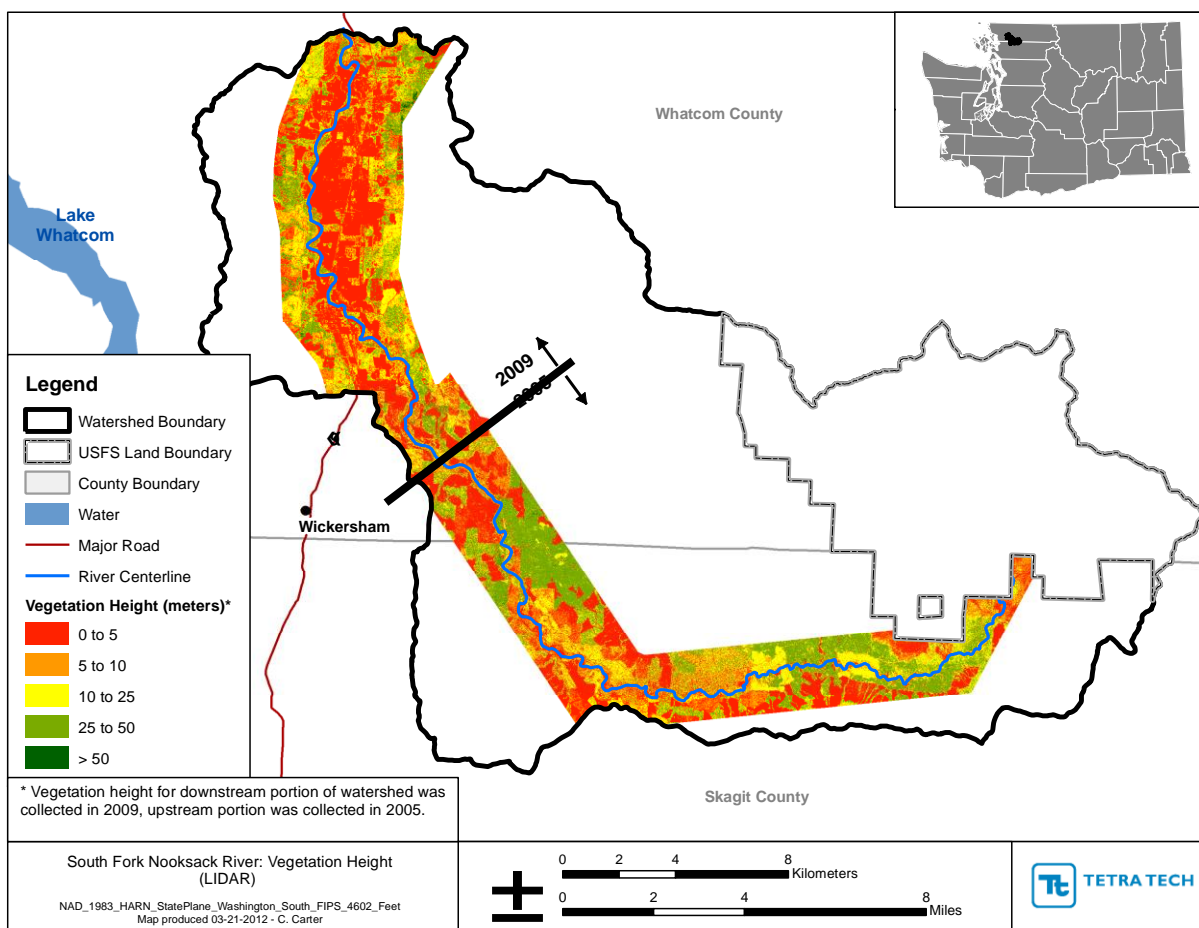 Whatcom County
Lake
Whatcom
2009
2005
Legend
Watershed Boundary
USFS Land Boundary
County Boundary
Water
Major Road
River Centerline
Vegetation Height (meters)*
0 to 5
5 to 10
10 to 25
25 to 50
> 50
Wickersham
Skagit County
* Vegetation height for downstream portion of watershed was
collected in 2009, upstream portion was collected in 2005.
South Fork Nooksack River: Vegetation Height
(LIDAR)
NAD_1983_HARN_StatePlane_Washington_South_FIPS_4602_Feet
Map produced 03-21-2012 - C. Carter
0 2 4 8
Kilometers
0 2 4 8
Miles
Tt TETRA TECH